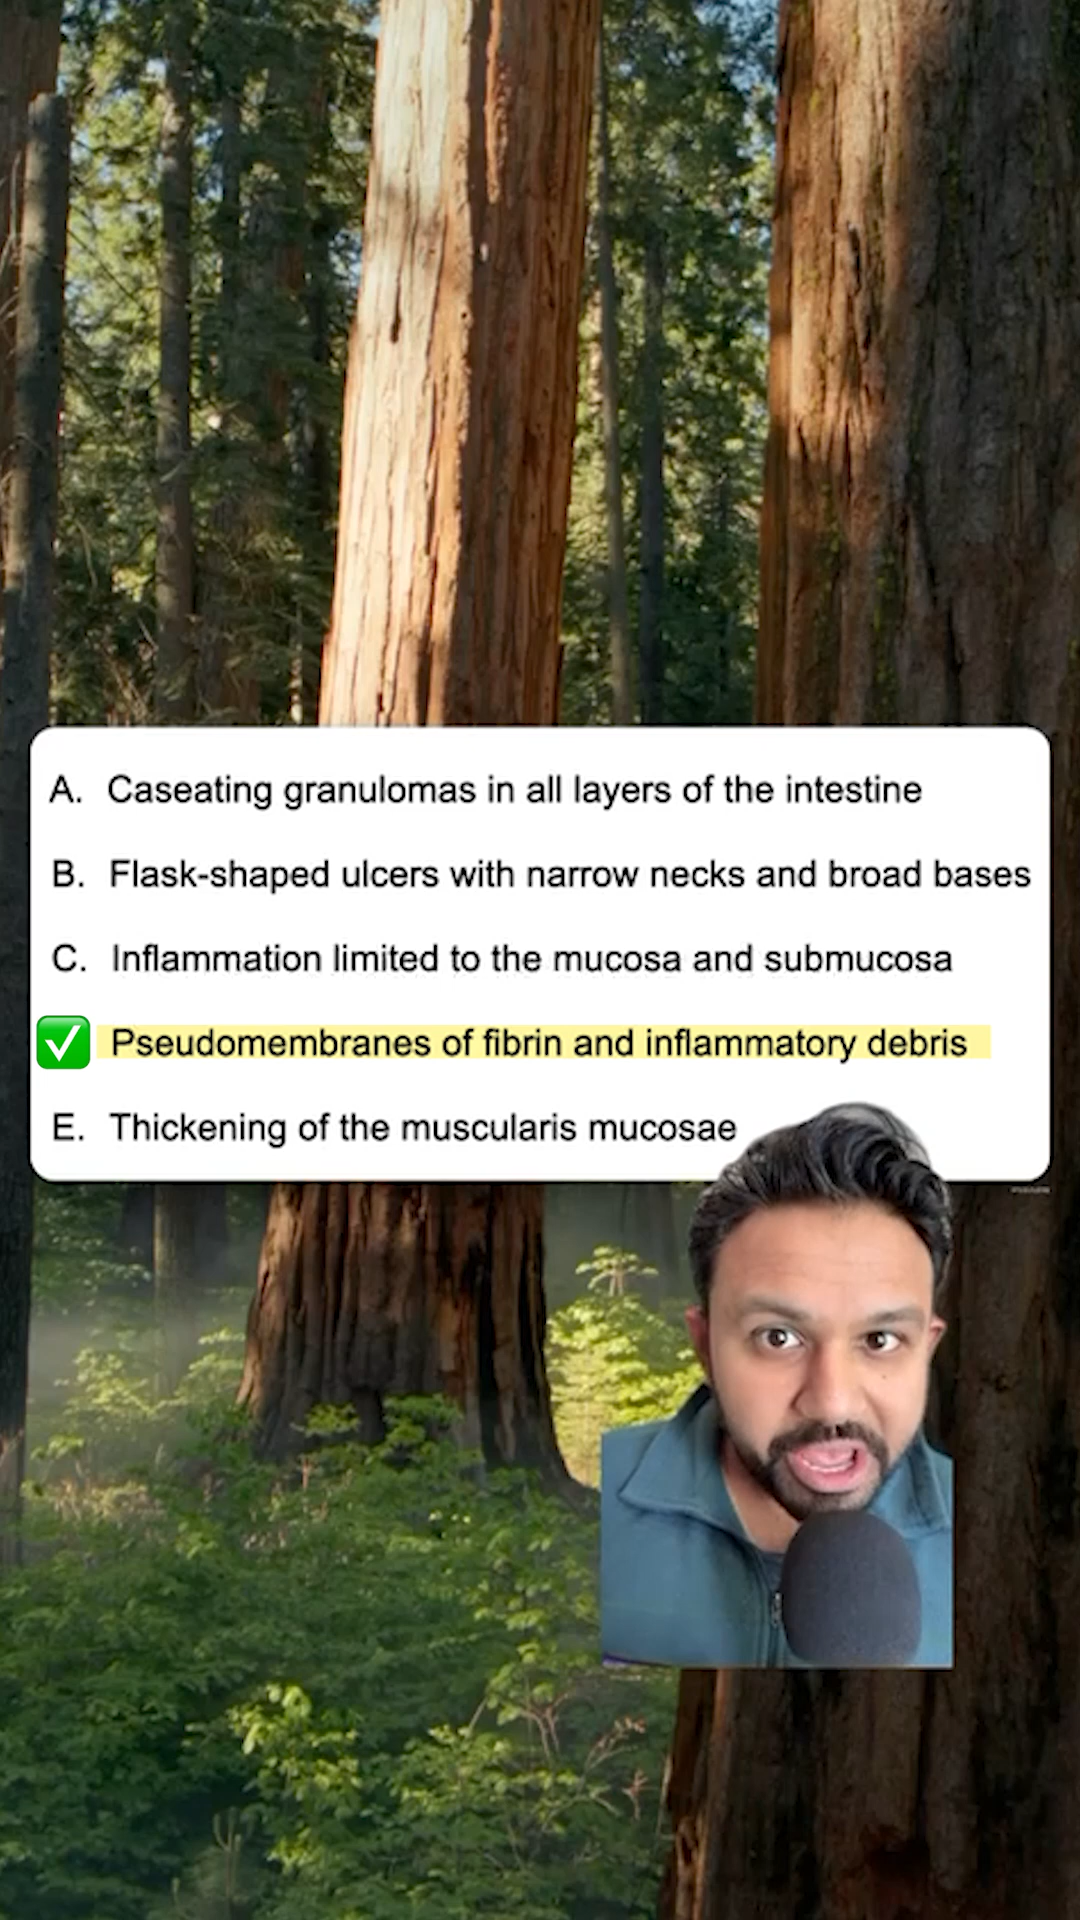 A. Caseating granulomas in all layers of the intestine
B. Flask-shaped ulcers with narrow necks and broad bases
C. Inflammation limited to the mucosa and submucosa
Pseudomembranes of fibrin and inflammatory debris
E. Thickening of the muscularis mucosae